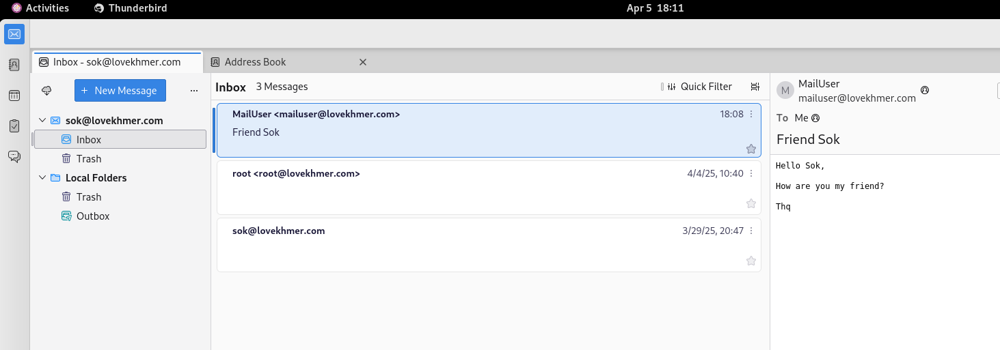 Activities Thunderbird Apr 5 18:11
Inbox - sok@lovekhmer.com Address Book
New Message
sok@lovekhmer.com
Inbox
Trash
Local Folders
Trash
Outbox
Inbox 3 Messages Quick Filter
MailUser <mailuser@lovekhmer.com> 18:08
Friend Sok
root <root@lovekhmer.com> 4/4/25, 10:40
sok@lovekhmer.com 3/29/25, 20:47
M
MailUser
mailuser@lovekhmer.com
To Me
Friend Sok
Hello Sok,
How are you my friend?
Thq